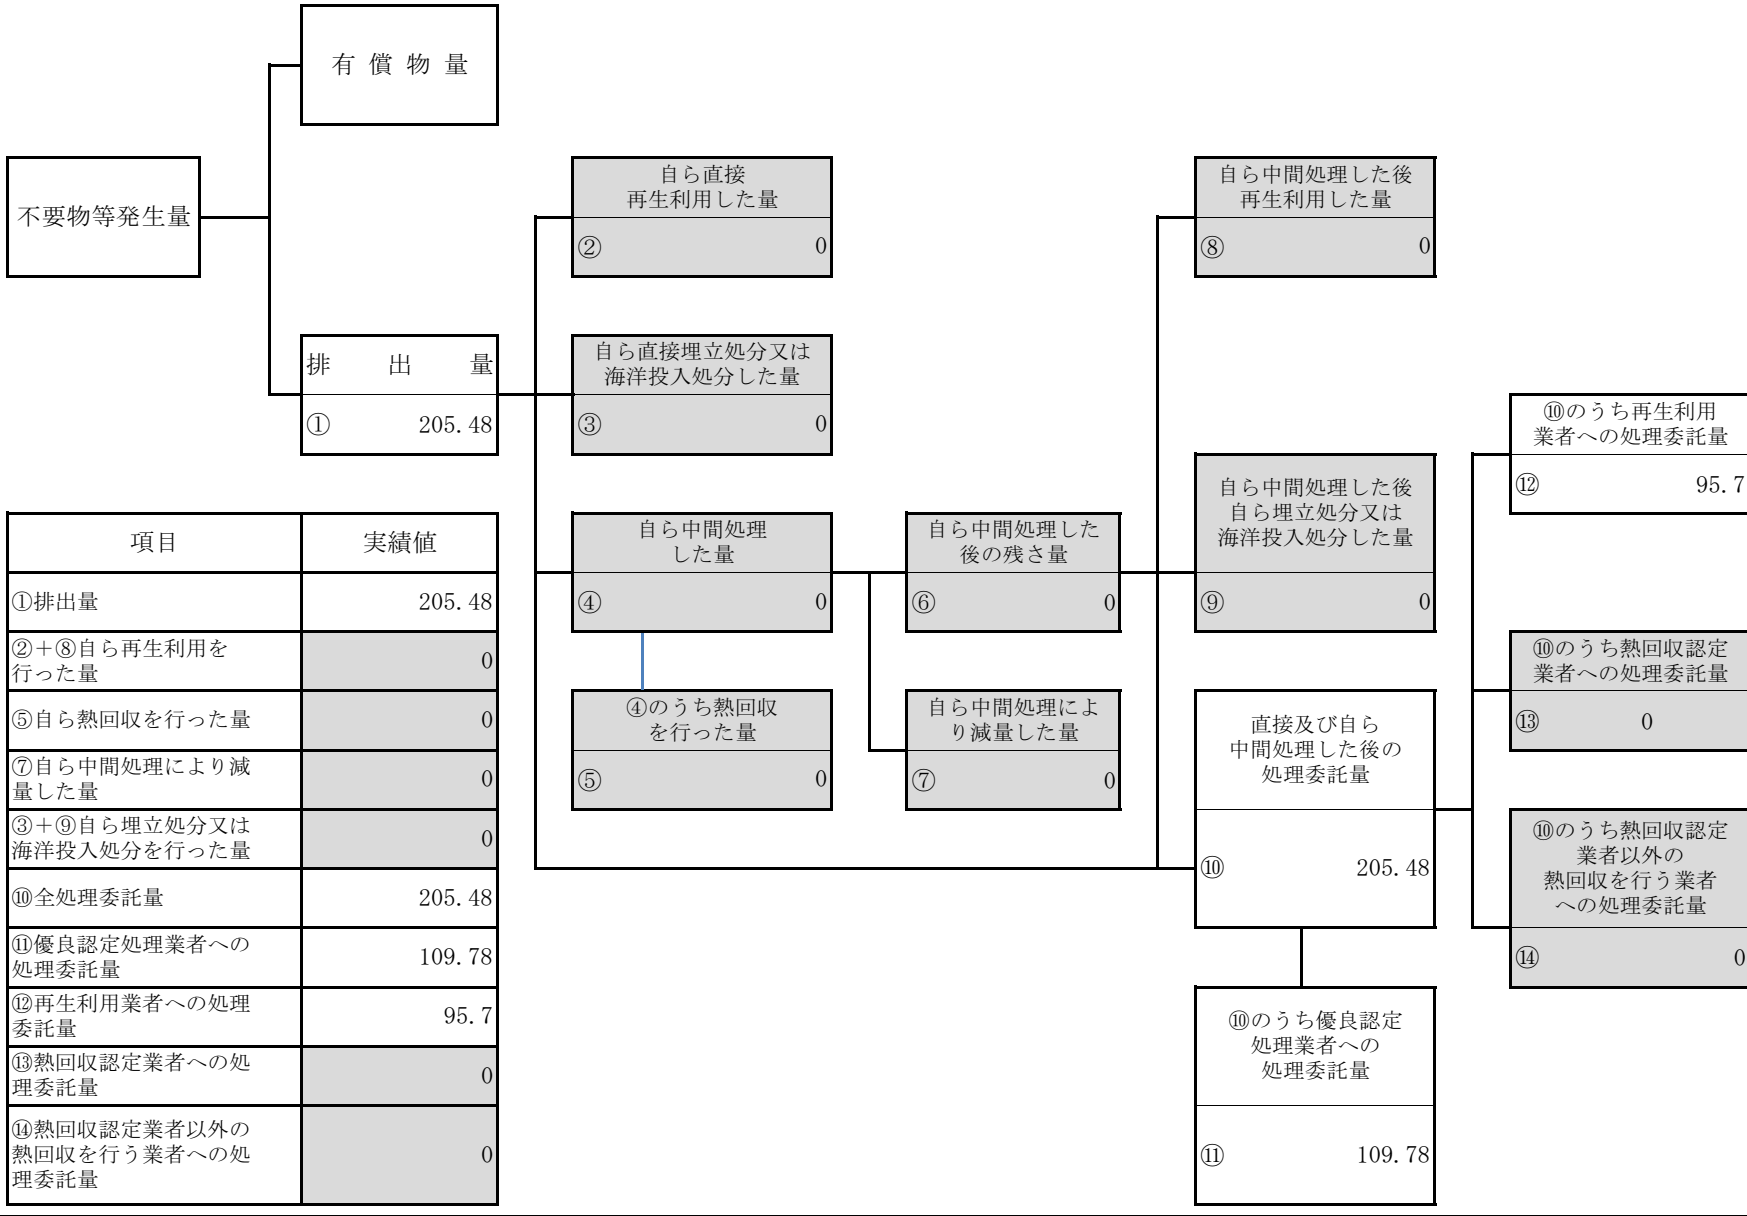 有償物量
不要物等発生量
自ら直接
再生利用した量
② 0
自ら中間処理した後
再生利用した量
⑧ 0
排出量
① 205.48
自ら直接埋立処分又は
海洋投入処分した量
③ 0
⑩のうち再生利用
業者への処理委託量
⑫ 95.7
自ら中間処理
した量
④ 0
自ら中間処理した
後の残さ量
⑥ 0
自ら中間処理した後
自ら埋立処分又は
海洋投入処分した量
⑨ 0
⑩のうち熱回収認定
業者への処理委託量
⑬ 0
④のうち熱回収
を行った量
⑤ 0
自ら中間処理によ
り減量した量
⑦ 0
直接及び自ら
中間処理した後の
処理委託量
⑩ 205.48
⑩のうち熱回収認定
業者以外の
熱回収を行う業者
への処理委託量
⑭ 0
⑩のうち優良認定
処理業者への
処理委託量
⑪ 109.78
項目 実績値
①排出量 205.48
②+⑧自ら再生利用を
行った量 0
⑤自ら熱回収を行った量 0
⑦自ら中間処理により減
量した量 0
③+⑨自ら埋立処分又は
海洋投入処分を行った量 0
⑩全処理委託量 205.48
⑪優良認定処理業者への
処理委託量 109.78
⑫再生利用業者への処理
委託量 95.7
⑬熱回収認定業者への処
理委託量 0
⑭熱回収認定業者以外の
熱回収を行う業者への処
理委託量 0